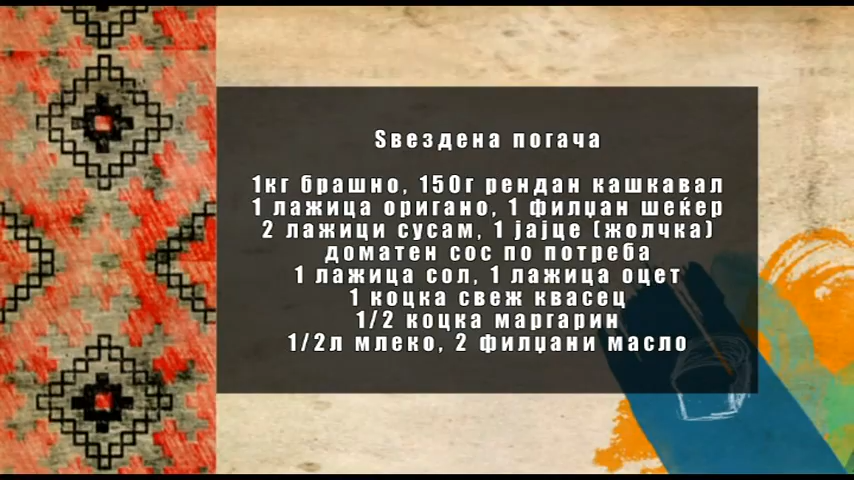 Ѕвездена погача
1кг брашно, 150г рендан кашкавал
1 лажица оригано, 1 филџан шеќер
2 лажици сусам, 1 јајце (жолчка)
доматен сос по потреба
1 лажица сол, 1 лажица оцет
1 коцка свеж квасец
1/2 коцка маргарин
1/2л млеко, 2 филџани масло